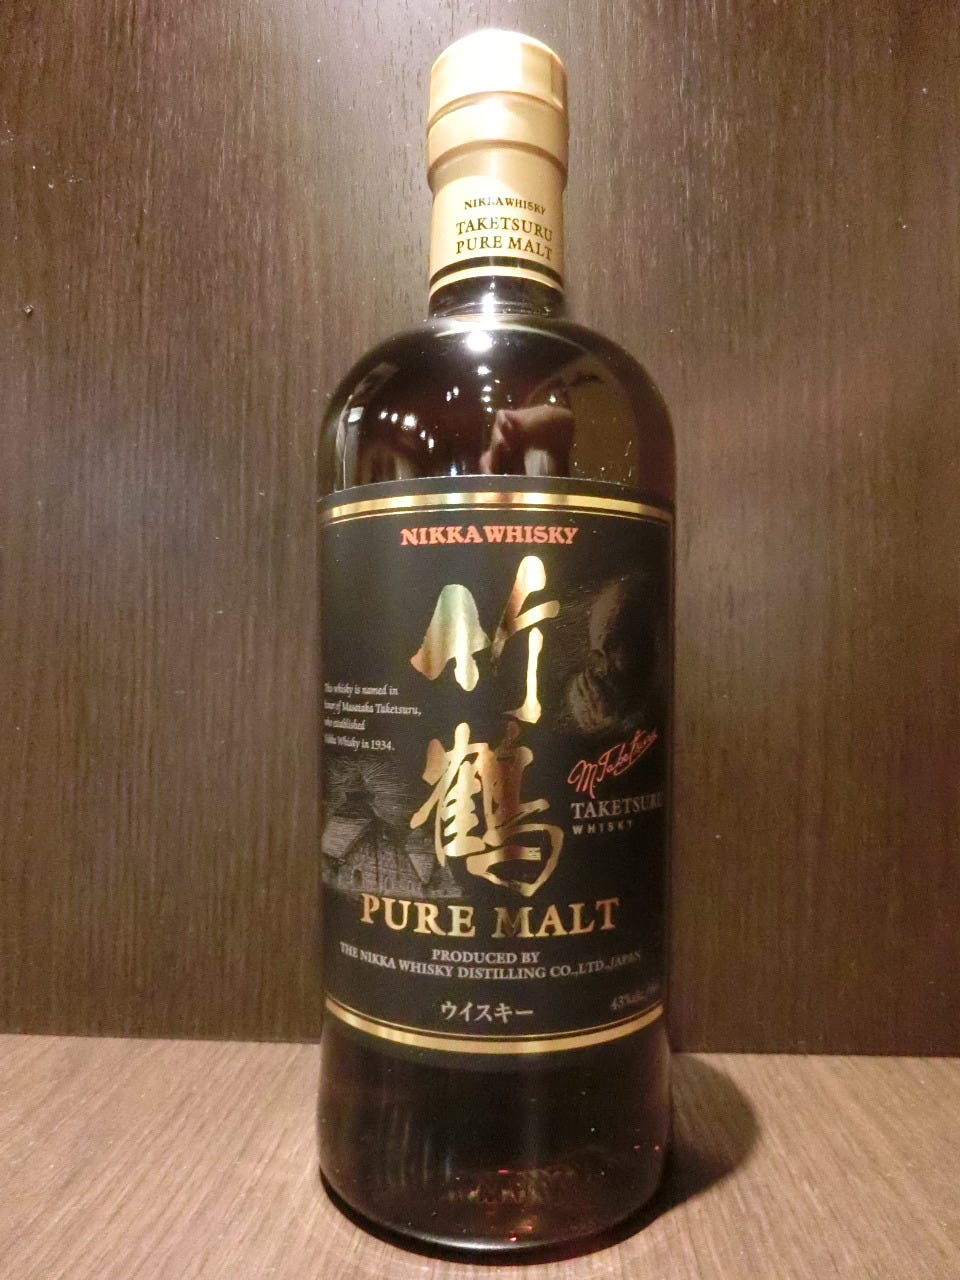 NIKKA WHISKY
TAKETSURU
PURE MALT
NIKKA WHISKY
竹鶴
This whisky is named in
honor of Masataka Taketsuru,
who established
Nikka Whisky in 1934.
M. Taketsuru
TAKETSURU
WHISKY
PURE MALT
PRODUCED BY
THE NIKKA WHISKY DISTILLING CO.,LTD.,JAPAN
ウイスキー
43%